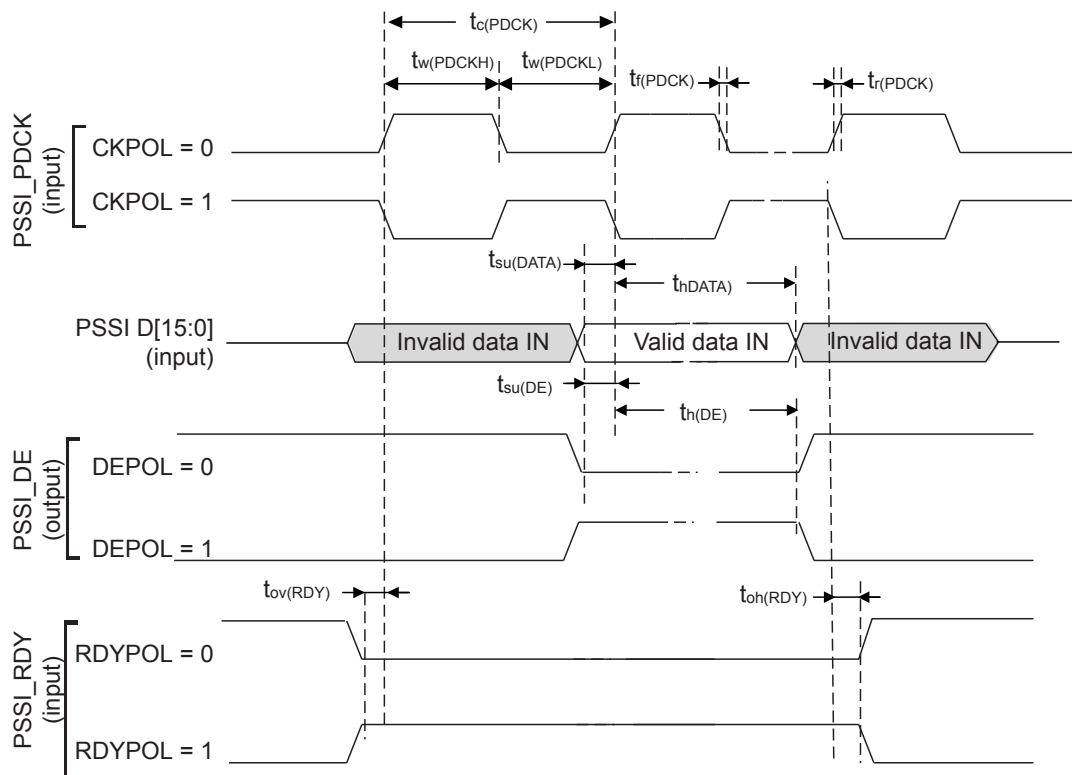 tc(PDCK)
tw(PDCKH)
tw(PDCKL)
tf(PDCK)
tr(PDCK)
PSSI_PDCK
(input)
CKPOL = 0
CKPOL = 1
tsu(DATA)
thDATA)
PSSI D[15:0]
(input)
Invalid data IN
Valid data IN
Invalid data IN
tsu(DE)
th(DE)
PSSI_DE
(output)
DEPOL = 0
DEPOL = 1
tov(RDY)
toh(RDY)
PSSI_RDY
(input)
RDYPOL = 0
RDYPOL = 1